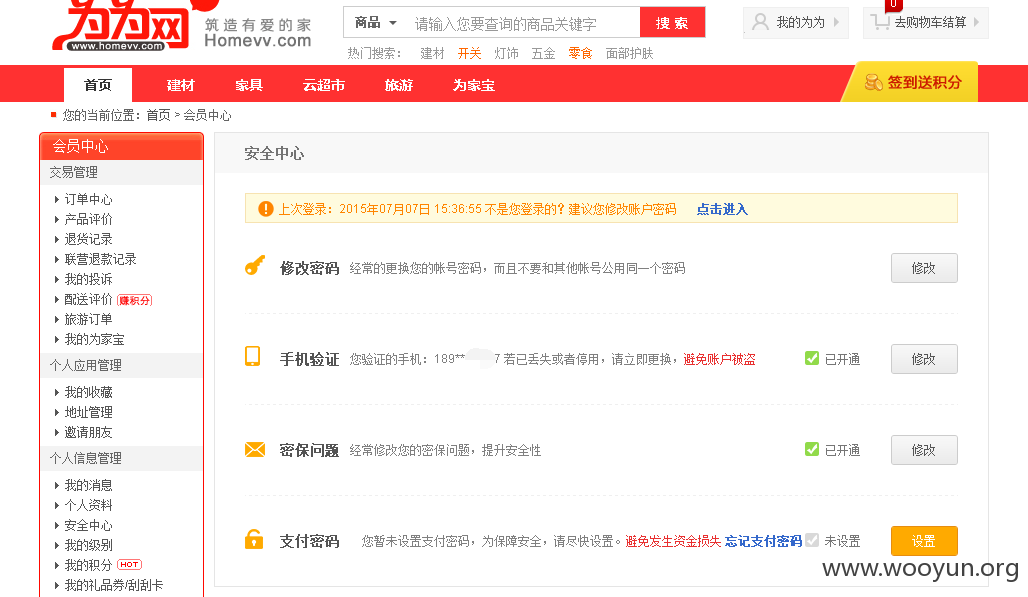 为为网
www.homevv.com
筑造有爱的家
Homevv.com
商品 请输入您要查询的商品关键字 搜 索
热门搜索: 建材 开关 灯饰 五金 零食 面部护肤
我的为为
0
去购物车结算
首页 建材 家具 云超市 旅游 为家宝
签到送积分
您的当前位置: 首页 > 会员中心
会员中心
交易管理
订单中心
产品评价
退货记录
联营退款记录
我的投诉
配送评价 赚积分
旅游订单
我的为家宝
个人应用管理
我的收藏
地址管理
邀请朋友
个人信息管理
我的消息
个人资料
安全中心
我的级别
我的积分 HOT
我的礼品券/刮刮卡
安全中心
上次登录: 2015年07月07日 15:36:55 不是您登录的? 建议您修改账户密码 点击进入
修改密码 经常的更换您的帐号密码, 而且不要和其他帐号公用同一个密码 修改
手机验证 您验证的手机: 189** 7 若已丢失或者停用, 请立即更换, 避免账户被盗 已开通 修改
密保问题 经常修改您的密保问题, 提升安全性 已开通 修改
支付密码 您暂未设置支付密码, 为保障安全, 请尽快设置。避免发生资金损失 忘记支付密码 未设置 设置
www.wooyun.org